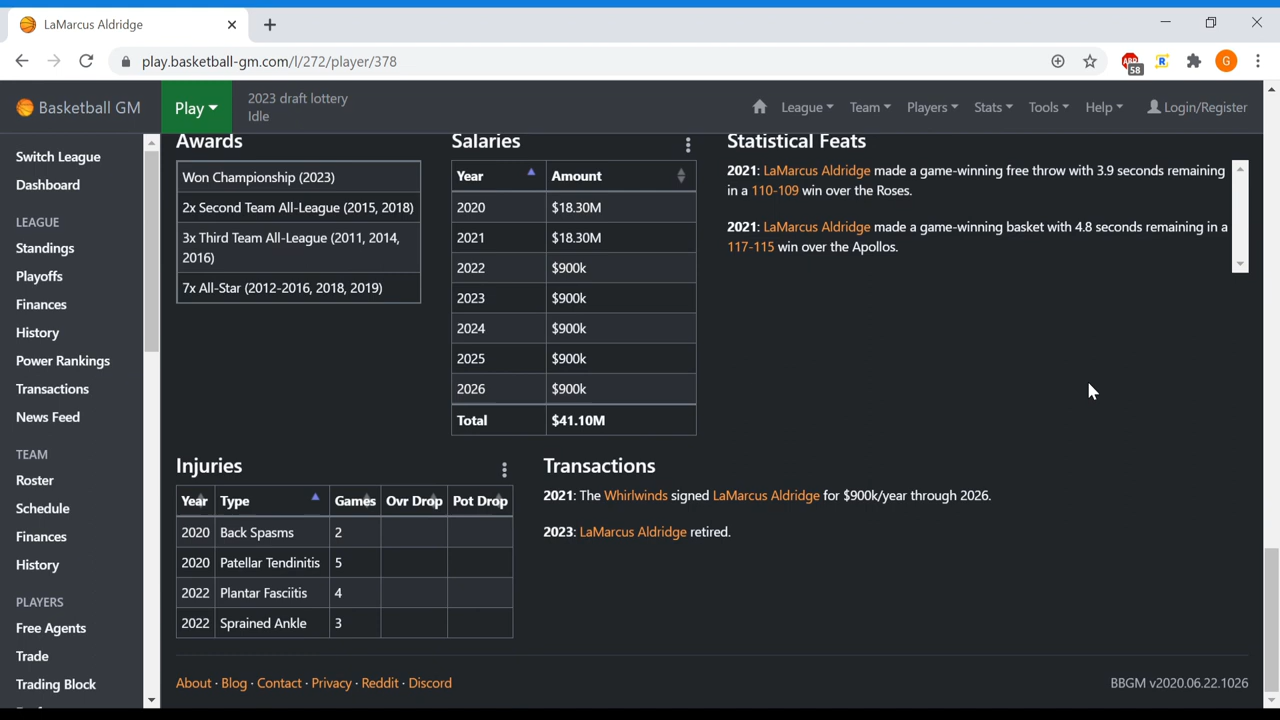 LaMarcus Aldridge
play.basketball-gm.com/l/272/player/378
58
R
G
Basketball GM
Play
2023 draft lottery
Idle
League
Team
Players
Stats
Tools
Help
Login/Register
Switch League
Dashboard
LEAGUE
Standings
Playoffs
Finances
History
Power Rankings
Transactions
News Feed
TEAM
Roster
Schedule
Finances
History
PLAYERS
Free Agents
Trade
Trading Block
Awards
Won Championship (2023)
2x Second Team All-League (2015, 2018)
3x Third Team All-League (2011, 2014,
2016)
7x All-Star (2012-2016, 2018, 2019)
Salaries
Year Amount
2020 $18.30M
2021 $18.30M
2022 $900k
2023 $900k
2024 $900k
2025 $900k
2026 $900k
Total $41.10M
Statistical Feats
2021: LaMarcus Aldridge made a game-winning free throw with 3.9 seconds remaining
in a 110-109 win over the Roses.
2021: LaMarcus Aldridge made a game-winning basket with 4.8 seconds remaining in a
117-115 win over the Apollos.
Injuries
Year Type Games Ovr Drop Pot Drop
2020 Back Spasms 2
2020 Patellar Tendinitis 5
2022 Plantar Fasciitis 4
2022 Sprained Ankle 3
Transactions
2021: The Whirlwinds signed LaMarcus Aldridge for $900k/year through 2026.
2023: LaMarcus Aldridge retired.
About · Blog · Contact · Privacy · Reddit · Discord
BBGM v2020.06.22.1026